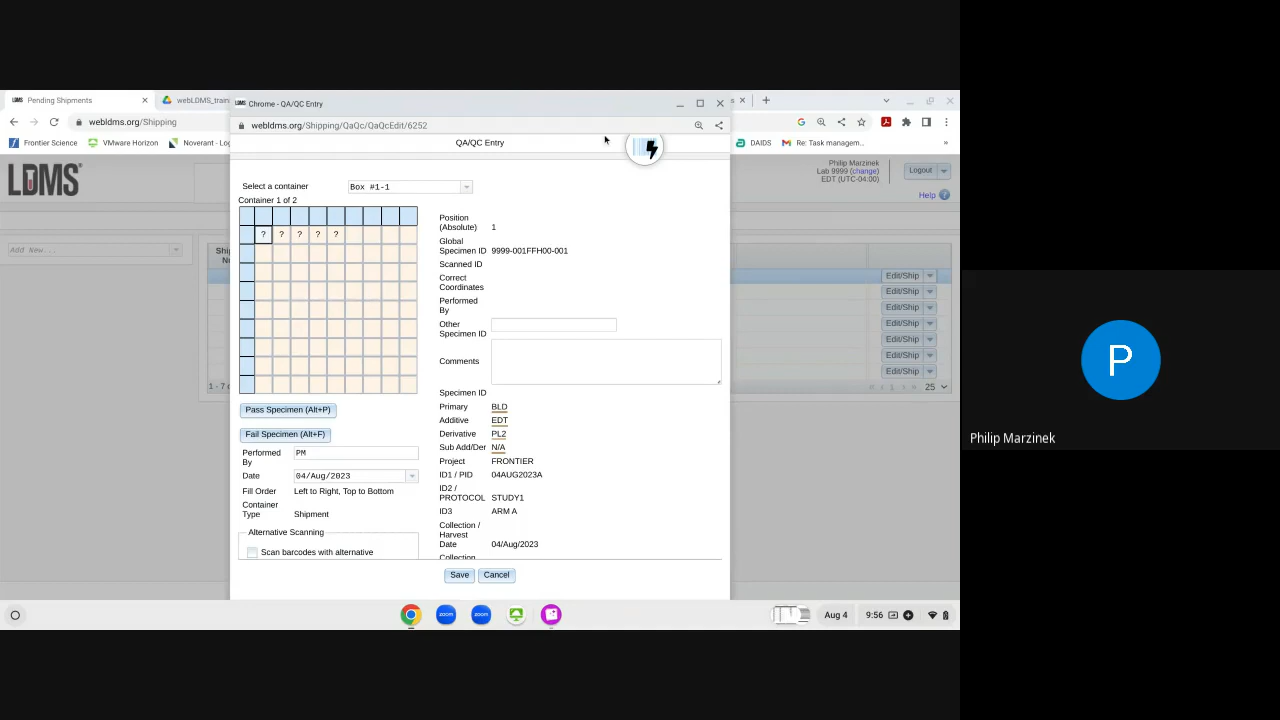 Pending Shipments
webLDMS_train
Chrome - QA/QC Entry
webldms.org/Shipping
webldms.org/Shipping/QaQc/QaQcEdit/6252
Frontier Science
VMware Horizon
Noverant - Lo
DAIDS
Re: Task managem...
»
QA/QC Entry
LDMS
Philip Marzinek
Lab 9999 (change)
EDT (UTC-04:00)
Logout
Help ?
Add New...
Select a container
Box #1-1
Container 1 of 2
? ? ? ? ?
Pass Specimen (Alt+P)
Fail Specimen (Alt+F)
Performed By
PM
Date
04/Aug/2023
Fill Order
Left to Right, Top to Bottom
Container Type
Shipment
Alternative Scanning
Scan barcodes with alternative
Position (Absolute)
1
Global Specimen ID
9999-001FFH00-001
Scanned ID
Correct Coordinates
Performed By
Other Specimen ID
Comments
Specimen ID
Primary
BLD
Additive
EDT
Derivative
PL2
Sub Add/Der
N/A
Project
FRONTIER
ID1 / PID
04AUG2023A
ID2 / PROTOCOL
STUDY1
ID3
ARM A
Collection / Harvest Date
04/Aug/2023
Collection
Save
Cancel
Edit/Ship
Edit/Ship
Edit/Ship
Edit/Ship
Edit/Ship
Edit/Ship
Edit/Ship
1 - 7
25
zoom
zoom
Aug 4
9:56
P
Philip Marzinek